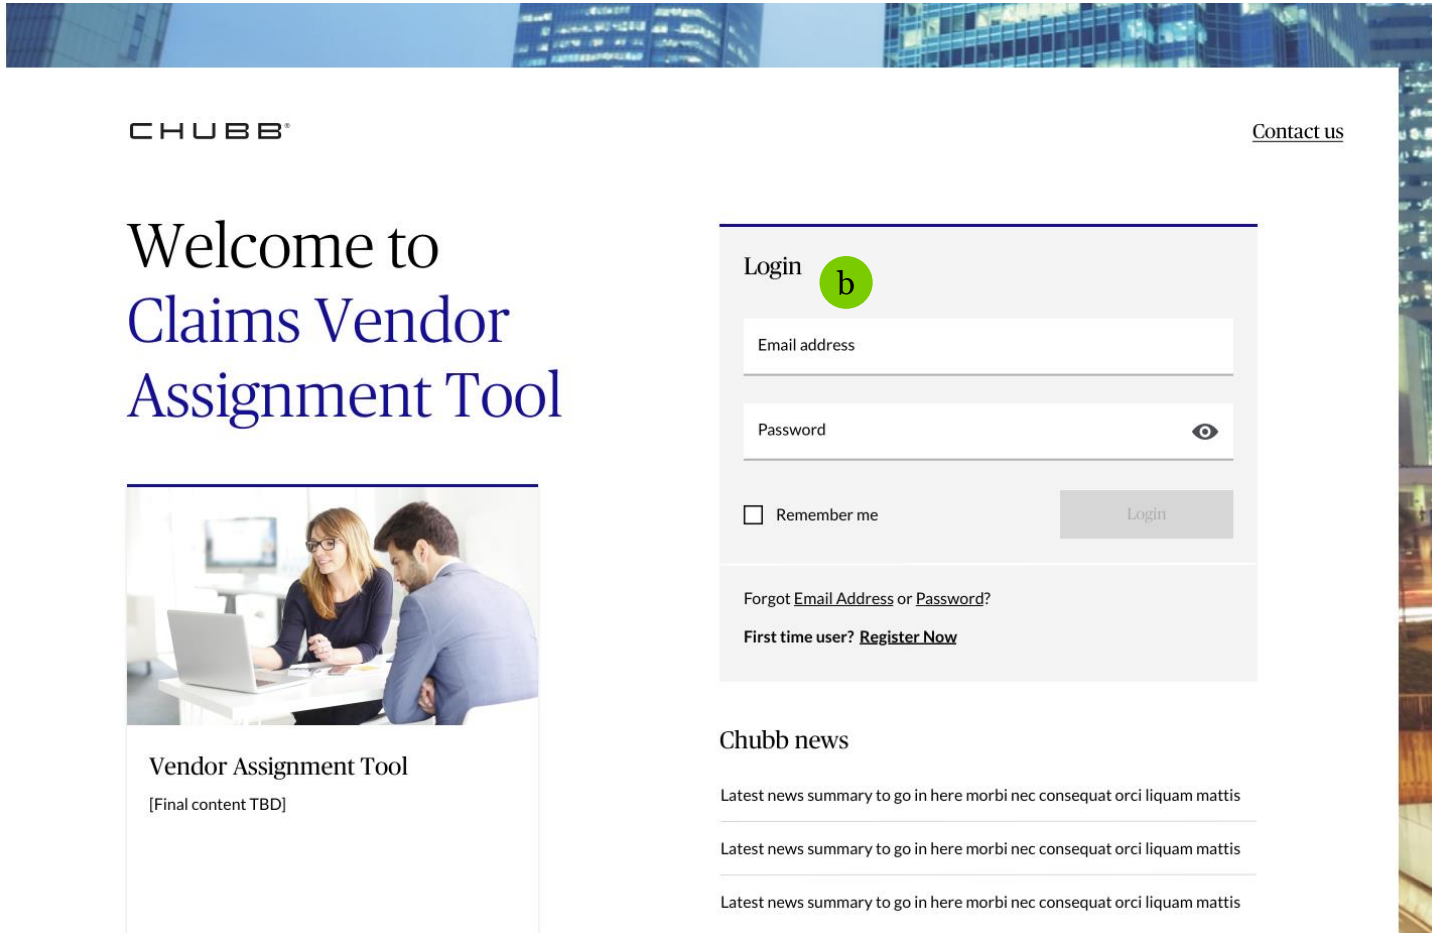 CHUBB®
Contact us
Welcome to
Claims Vendor
Assignment Tool
Login
b
Email address
Password
Remember me
Login
Forgot Email Address or Password?
First time user? Register Now
Vendor Assignment Tool
[Final content TBD]
Chubb news
Latest news summary to go in here morbi nec consequat orci liquam mattis
Latest news summary to go in here morbi nec consequat orci liquam mattis
Latest news summary to go in here morbi nec consequat orci liquam mattis